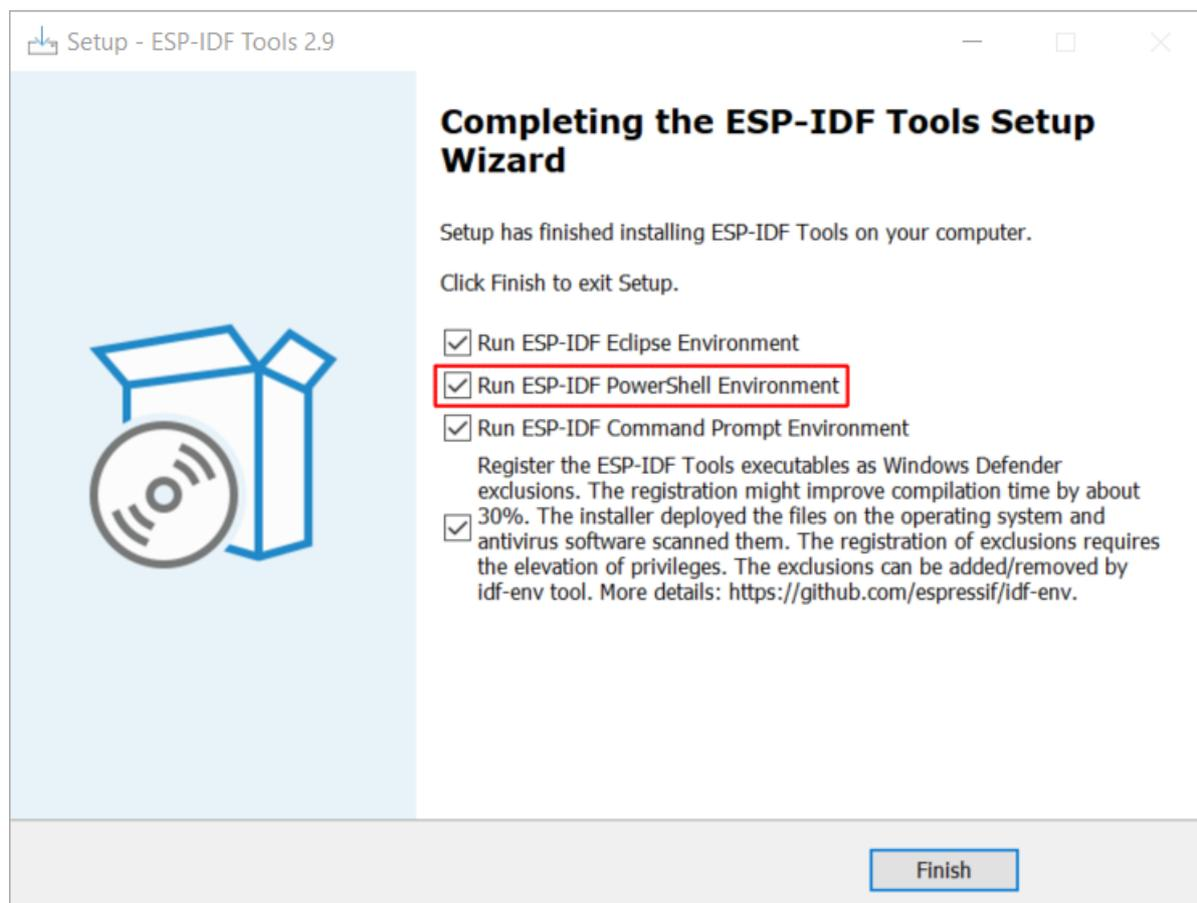 Setup - ESP-IDF Tools 2.9
Completing the ESP-IDF Tools Setup
Wizard
Setup has finished installing ESP-IDF Tools on your computer.
Click Finish to exit Setup.
Run ESP-IDF Eclipse Environment
Run ESP-IDF PowerShell Environment
Run ESP-IDF Command Prompt Environment
Register the ESP-IDF Tools executables as Windows Defender
exclusions. The registration might improve compilation time by about
30%. The installer deployed the files on the operating system and
antivirus software scanned them. The registration of exclusions requires
the elevation of privileges. The exclusions can be added/removed by
idf-env tool. More details: https://github.com/espressif/idf-env.
Finish